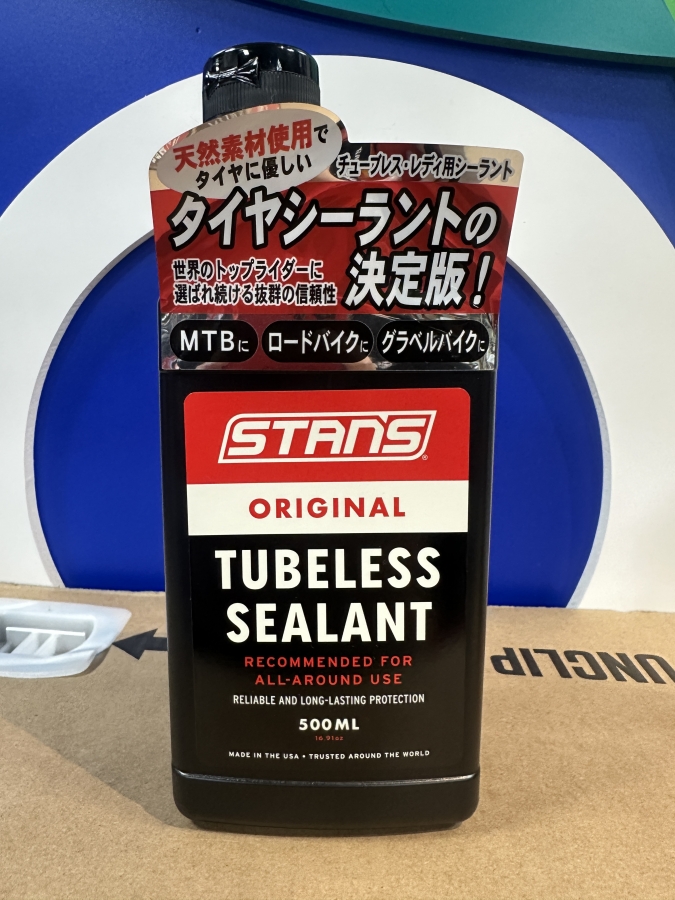 天然素材使用で
タイヤに優しい
チューブレス・レディ用シーラント
タイヤシーラントの
決定版!
世界のトップライダーに
選ばれ続ける抜群の信頼性
MTBに
ロードバイクに
グラベルバイクに
STAN'S®
ORIGINAL
TUBELESS
SEALANT
RECOMMENDED FOR
ALL-AROUND USE
RELIABLE AND LONG-LASTING PROTECTION
500ML
16.91oz
MADE IN THE USA • TRUSTED AROUND THE WORLD
UNCLIP